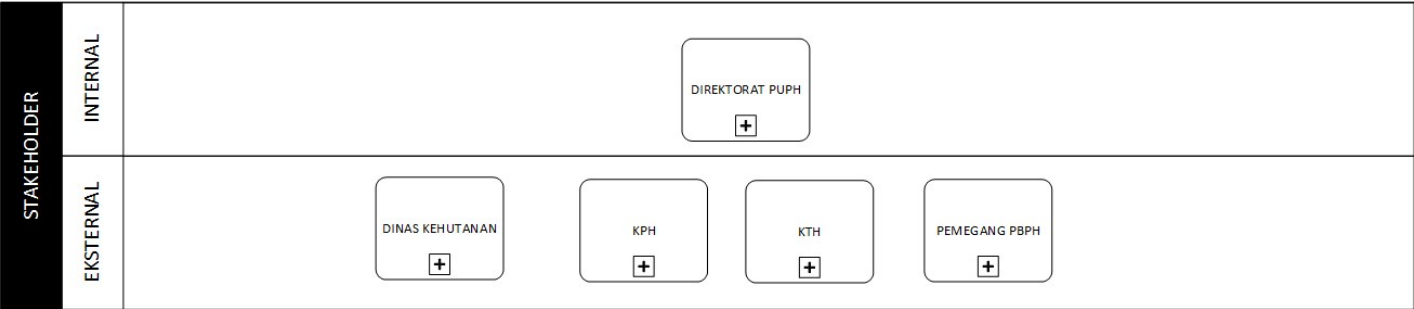 STAKEHOLDER
INTERNAL
DIREKTORAT PUPH
EKSTERNAL
DINAS KEHUTANAN
KPH
KTH
PEMEGANG PBPH